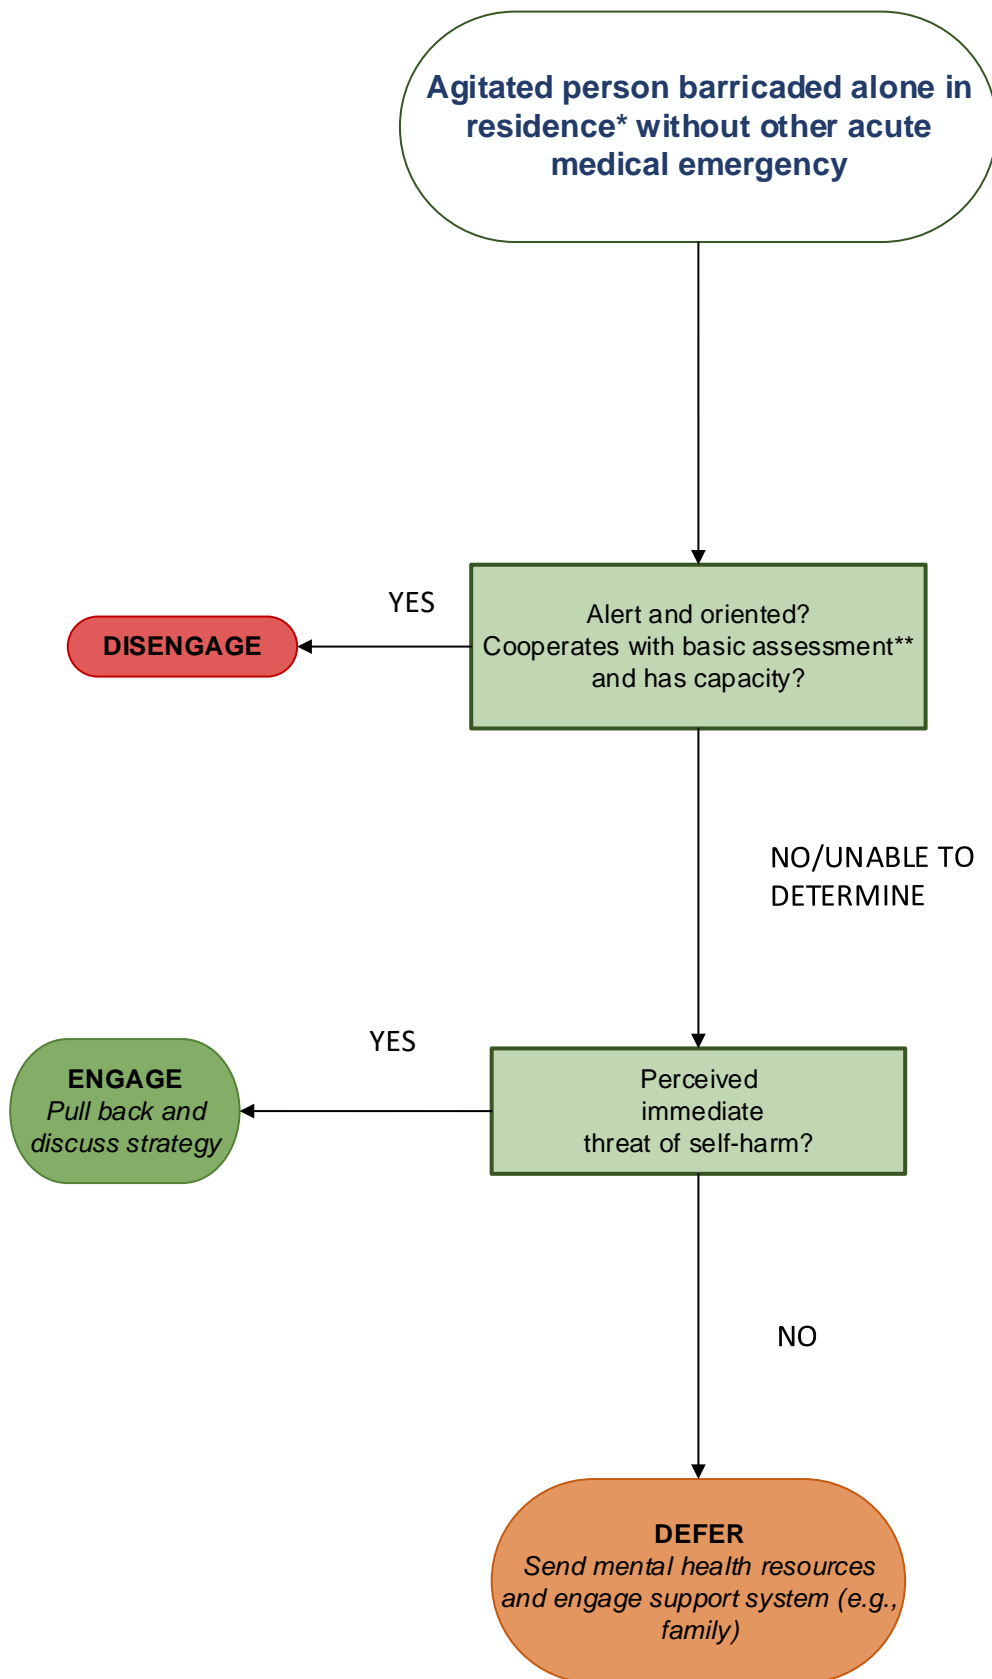 Agitated person barricaded alone in
residence* without other acute
medical emergency
YES
Alert and oriented?
Cooperates with basic assessment**
and has capacity?
DISENGAGE
NO/UNABLE TO
DETERMINE
YES
ENGAGE
Pull back and
discuss strategy
Perceived
immediate
threat of self-harm?
NO
DEFER
Send mental health resources
and engage support system (e.g.,
family)